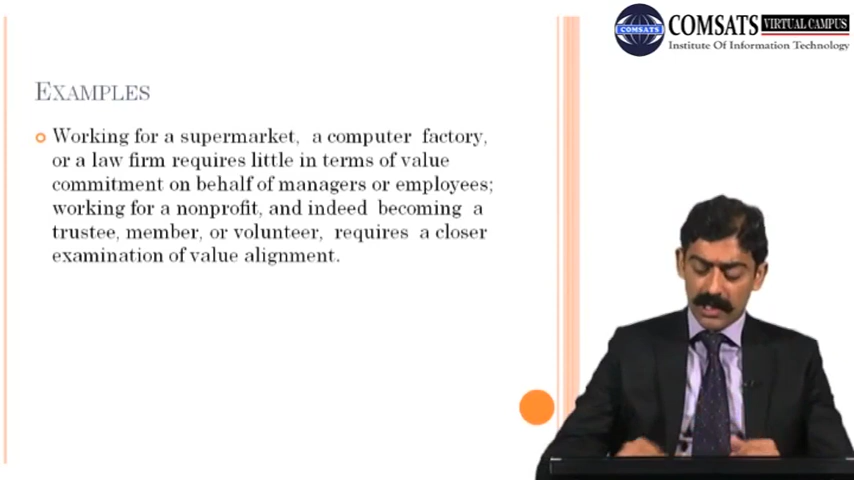 COMSATS VIRTUAL CAMPUS
COMSATS
Institute Of Information Technology
EXAMPLES
Working for a supermarket, a computer factory,
or a law firm requires little in terms of value
commitment on behalf of managers or employees;
working for a nonprofit, and indeed becoming a
trustee, member, or volunteer, requires a closer
examination of value alignment.